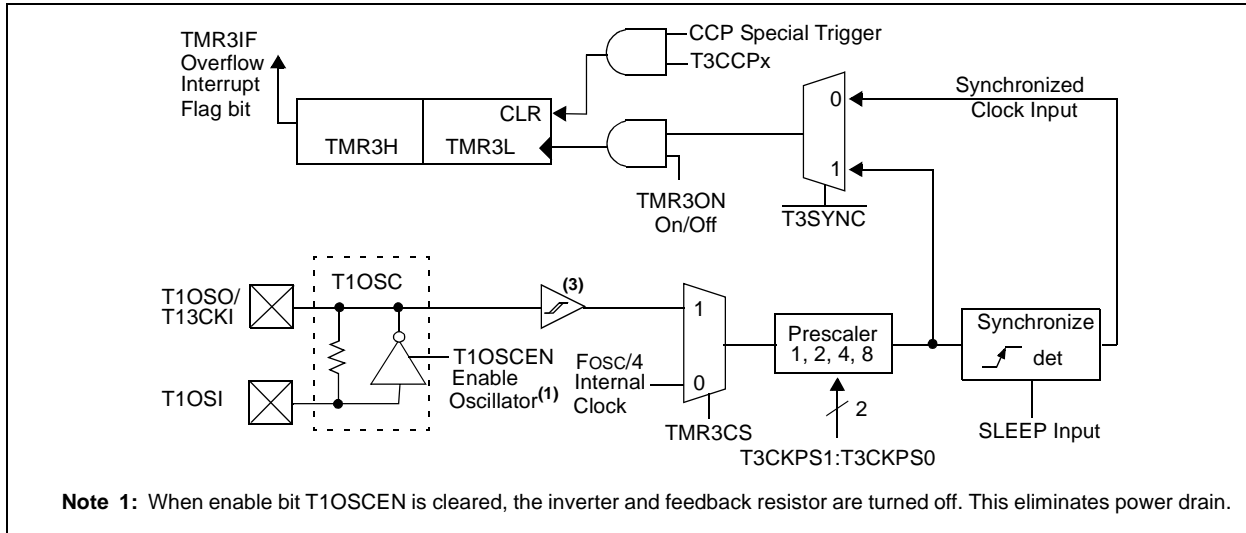 TMR3IF
Overflow
Interrupt
Flag bit
CCP Special Trigger
T3CCPx
CLR
TMR3H
TMR3L
TMR3ON
On/Off
0
1
T3SYNC
Synchronized
Clock Input
T1OSO/
T13CKI
T1OSI
T1OSC
T1OSCEN
Enable
Oscillator(1)
(3)
FOSC/4
Internal
Clock
1
0
TMR3CS
Prescaler
1, 2, 4, 8
2
T3CKPS1:T3CKPS0
Synchronize
det
SLEEP Input
Note 1: When enable bit T1OSCEN is cleared, the inverter and feedback resistor are turned off. This eliminates power drain.